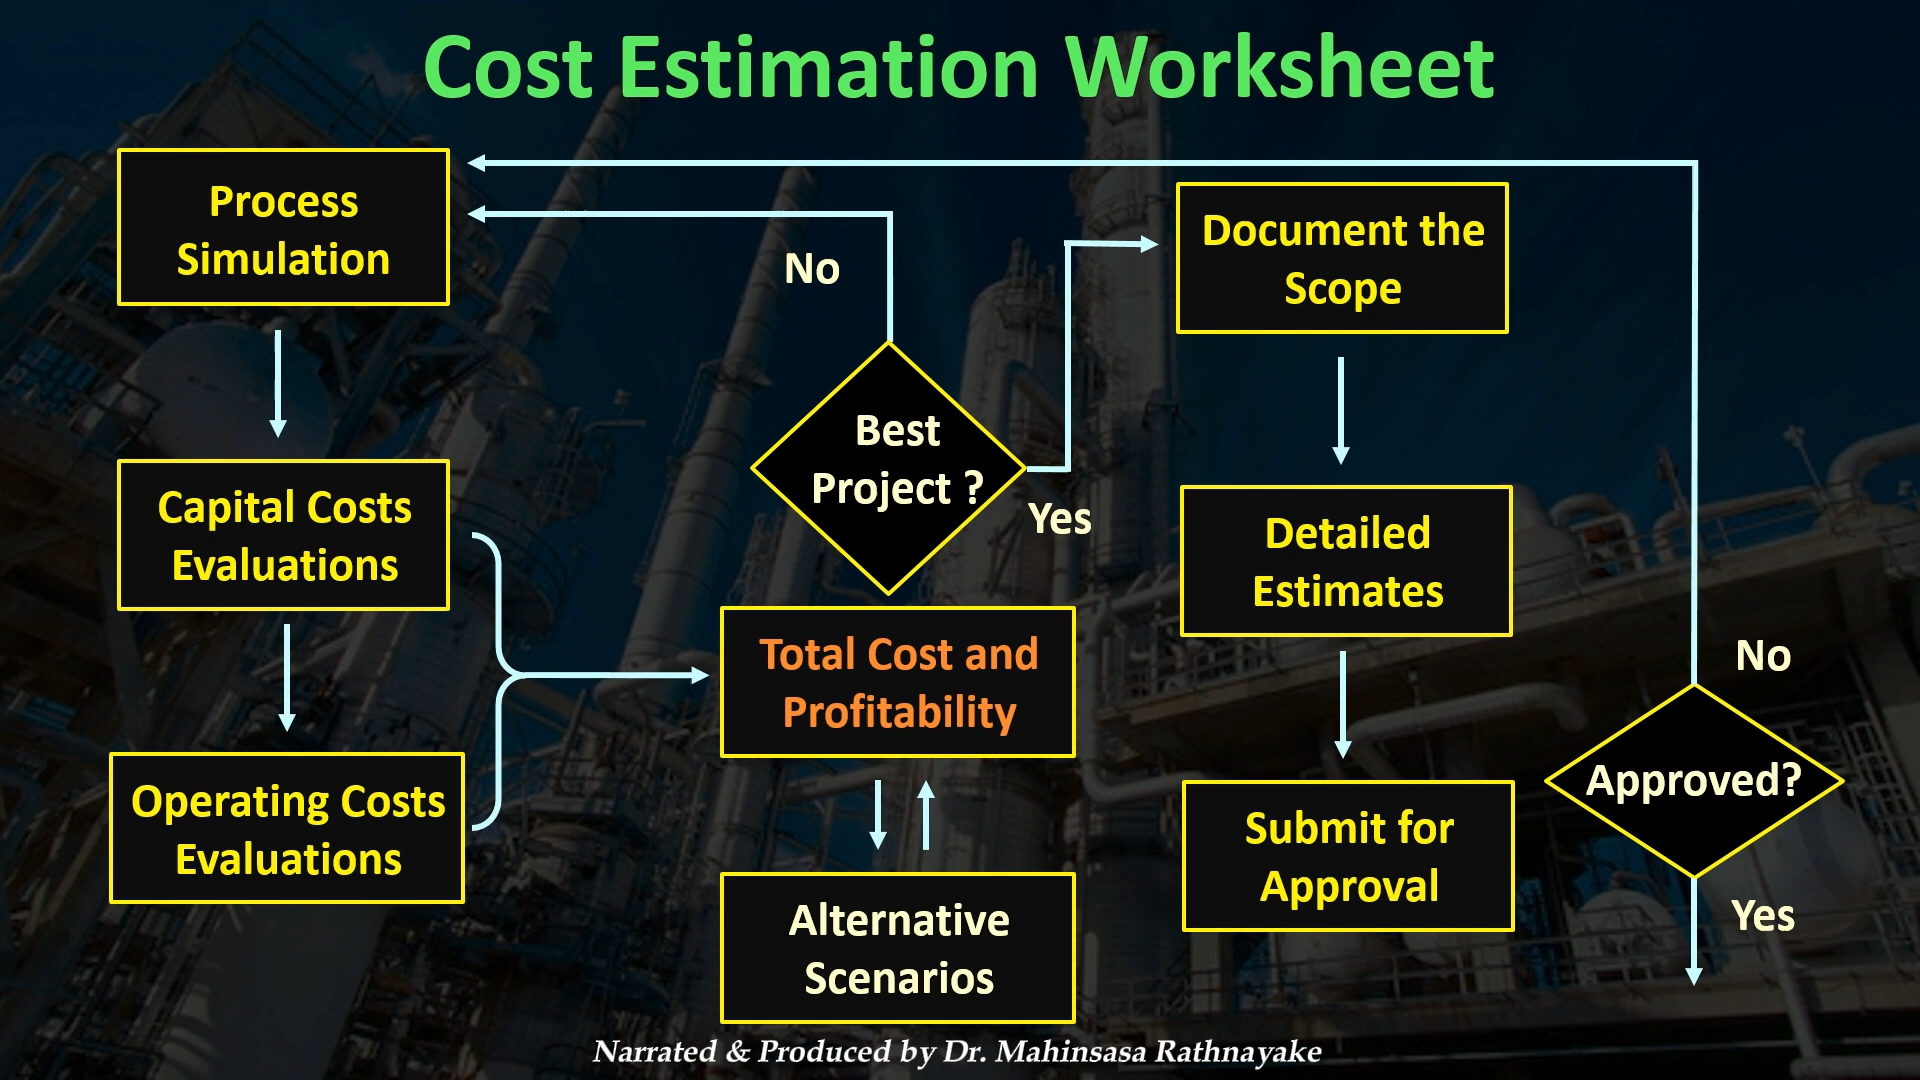 Cost Estimation Worksheet
Process
Simulation
Capital Costs
Evaluations
Operating Costs
Evaluations
No
Best
Project ?
Yes
Total Cost and
Profitability
Alternative
Scenarios
Document the
Scope
Detailed
Estimates
Submit for
Approval
No
Approved?
Yes
Narrated & Produced by Dr. Mahinsasa Rathnayake